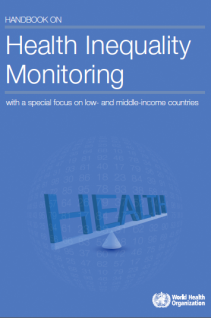 HANDBOOK ON
Health Inequality
Monitoring
with a special focus on low- and middle-income countries
HEALTH
World Health
Organization